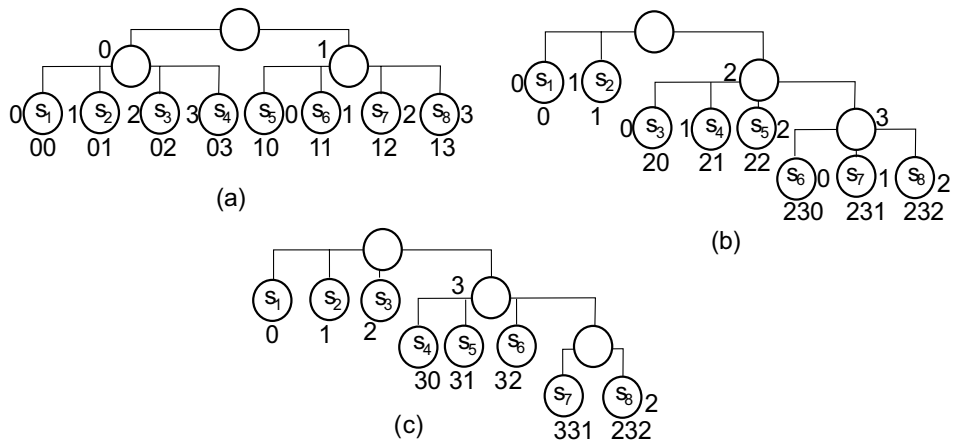 0 1
0 s1 1 s2 2 s3 3 s4 s5 0 s6 1 s7 2 s8 3
00 01 02 03 10 11 12 13
(a)
0 s1 1 s2 2
0 1
0 s3 1 s4 s5 2 3
20 21 22
s6 0 s7 1 s8 2
230 231 232
(b)
s1 s2 s3 3
0 1 2
s4 s5 s6
30 31 32
s7 s8 2
331 232
(c)